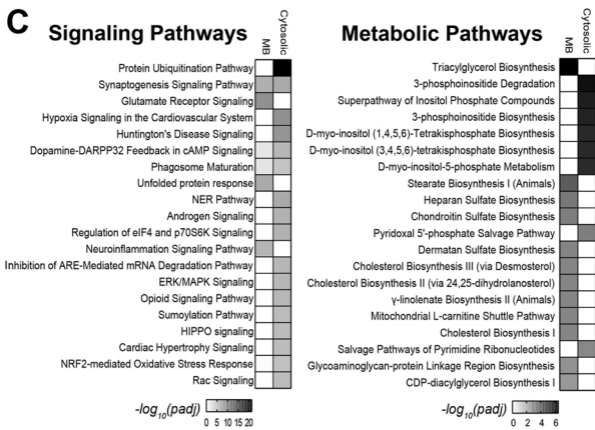 C
Signaling Pathways
MB
Cytosolic
Protein Ubiquitination Pathway
Synaptogenesis Signaling Pathway
Glutamate Receptor Signaling
Hypoxia Signaling in the Cardiovascular System
Huntington's Disease Signaling
Dopamine-DARPP32 Feedback in cAMP Signaling
Phagosome Maturation
Unfolded protein response
NER Pathway
Androgen Signaling
Regulation of eIF4 and p70S6K Signaling
Neuroinflammation Signaling Pathway
Inhibition of ARE-Mediated mRNA Degradation Pathway
ERK/MAPK Signaling
Opioid Signaling Pathway
Sumoylation Pathway
HIPPO signaling
Cardiac Hypertrophy Signaling
NRF2-mediated Oxidative Stress Response
Rac Signaling
-log10(padj)
0 5 10 15 20
Metabolic Pathways
MB
Cytosolic
Triacylglycerol Biosynthesis
3-phosphoinositide Degradation
Superpathway of Inositol Phosphate Compounds
3-phosphoinositide Biosynthesis
D-myo-inositol (1,4,5,6)-Tetrakisphosphate Biosynthesis
D-myo-inositol (3,4,5,6)-tetrakisphosphate Biosynthesis
D-myo-inositol-5-phosphate Metabolism
Stearate Biosynthesis I (Animals)
Heparan Sulfate Biosynthesis
Chondroitin Sulfate Biosynthesis
Pyridoxal 5'-phosphate Salvage Pathway
Dermatan Sulfate Biosynthesis
Cholesterol Biosynthesis III (via Desmosterol)
Cholesterol Biosynthesis II (via 24,25-dihydrolanosterol)
γ-linolenate Biosynthesis II (Animals)
Mitochondrial L-carnitine Shuttle Pathway
Cholesterol Biosynthesis I
Salvage Pathways of Pyrimidine Ribonucleotides
Glycoaminoglycan-protein Linkage Region Biosynthesis
CDP-diacylglycerol Biosynthesis I
-log10(padj)
0 2 4 6